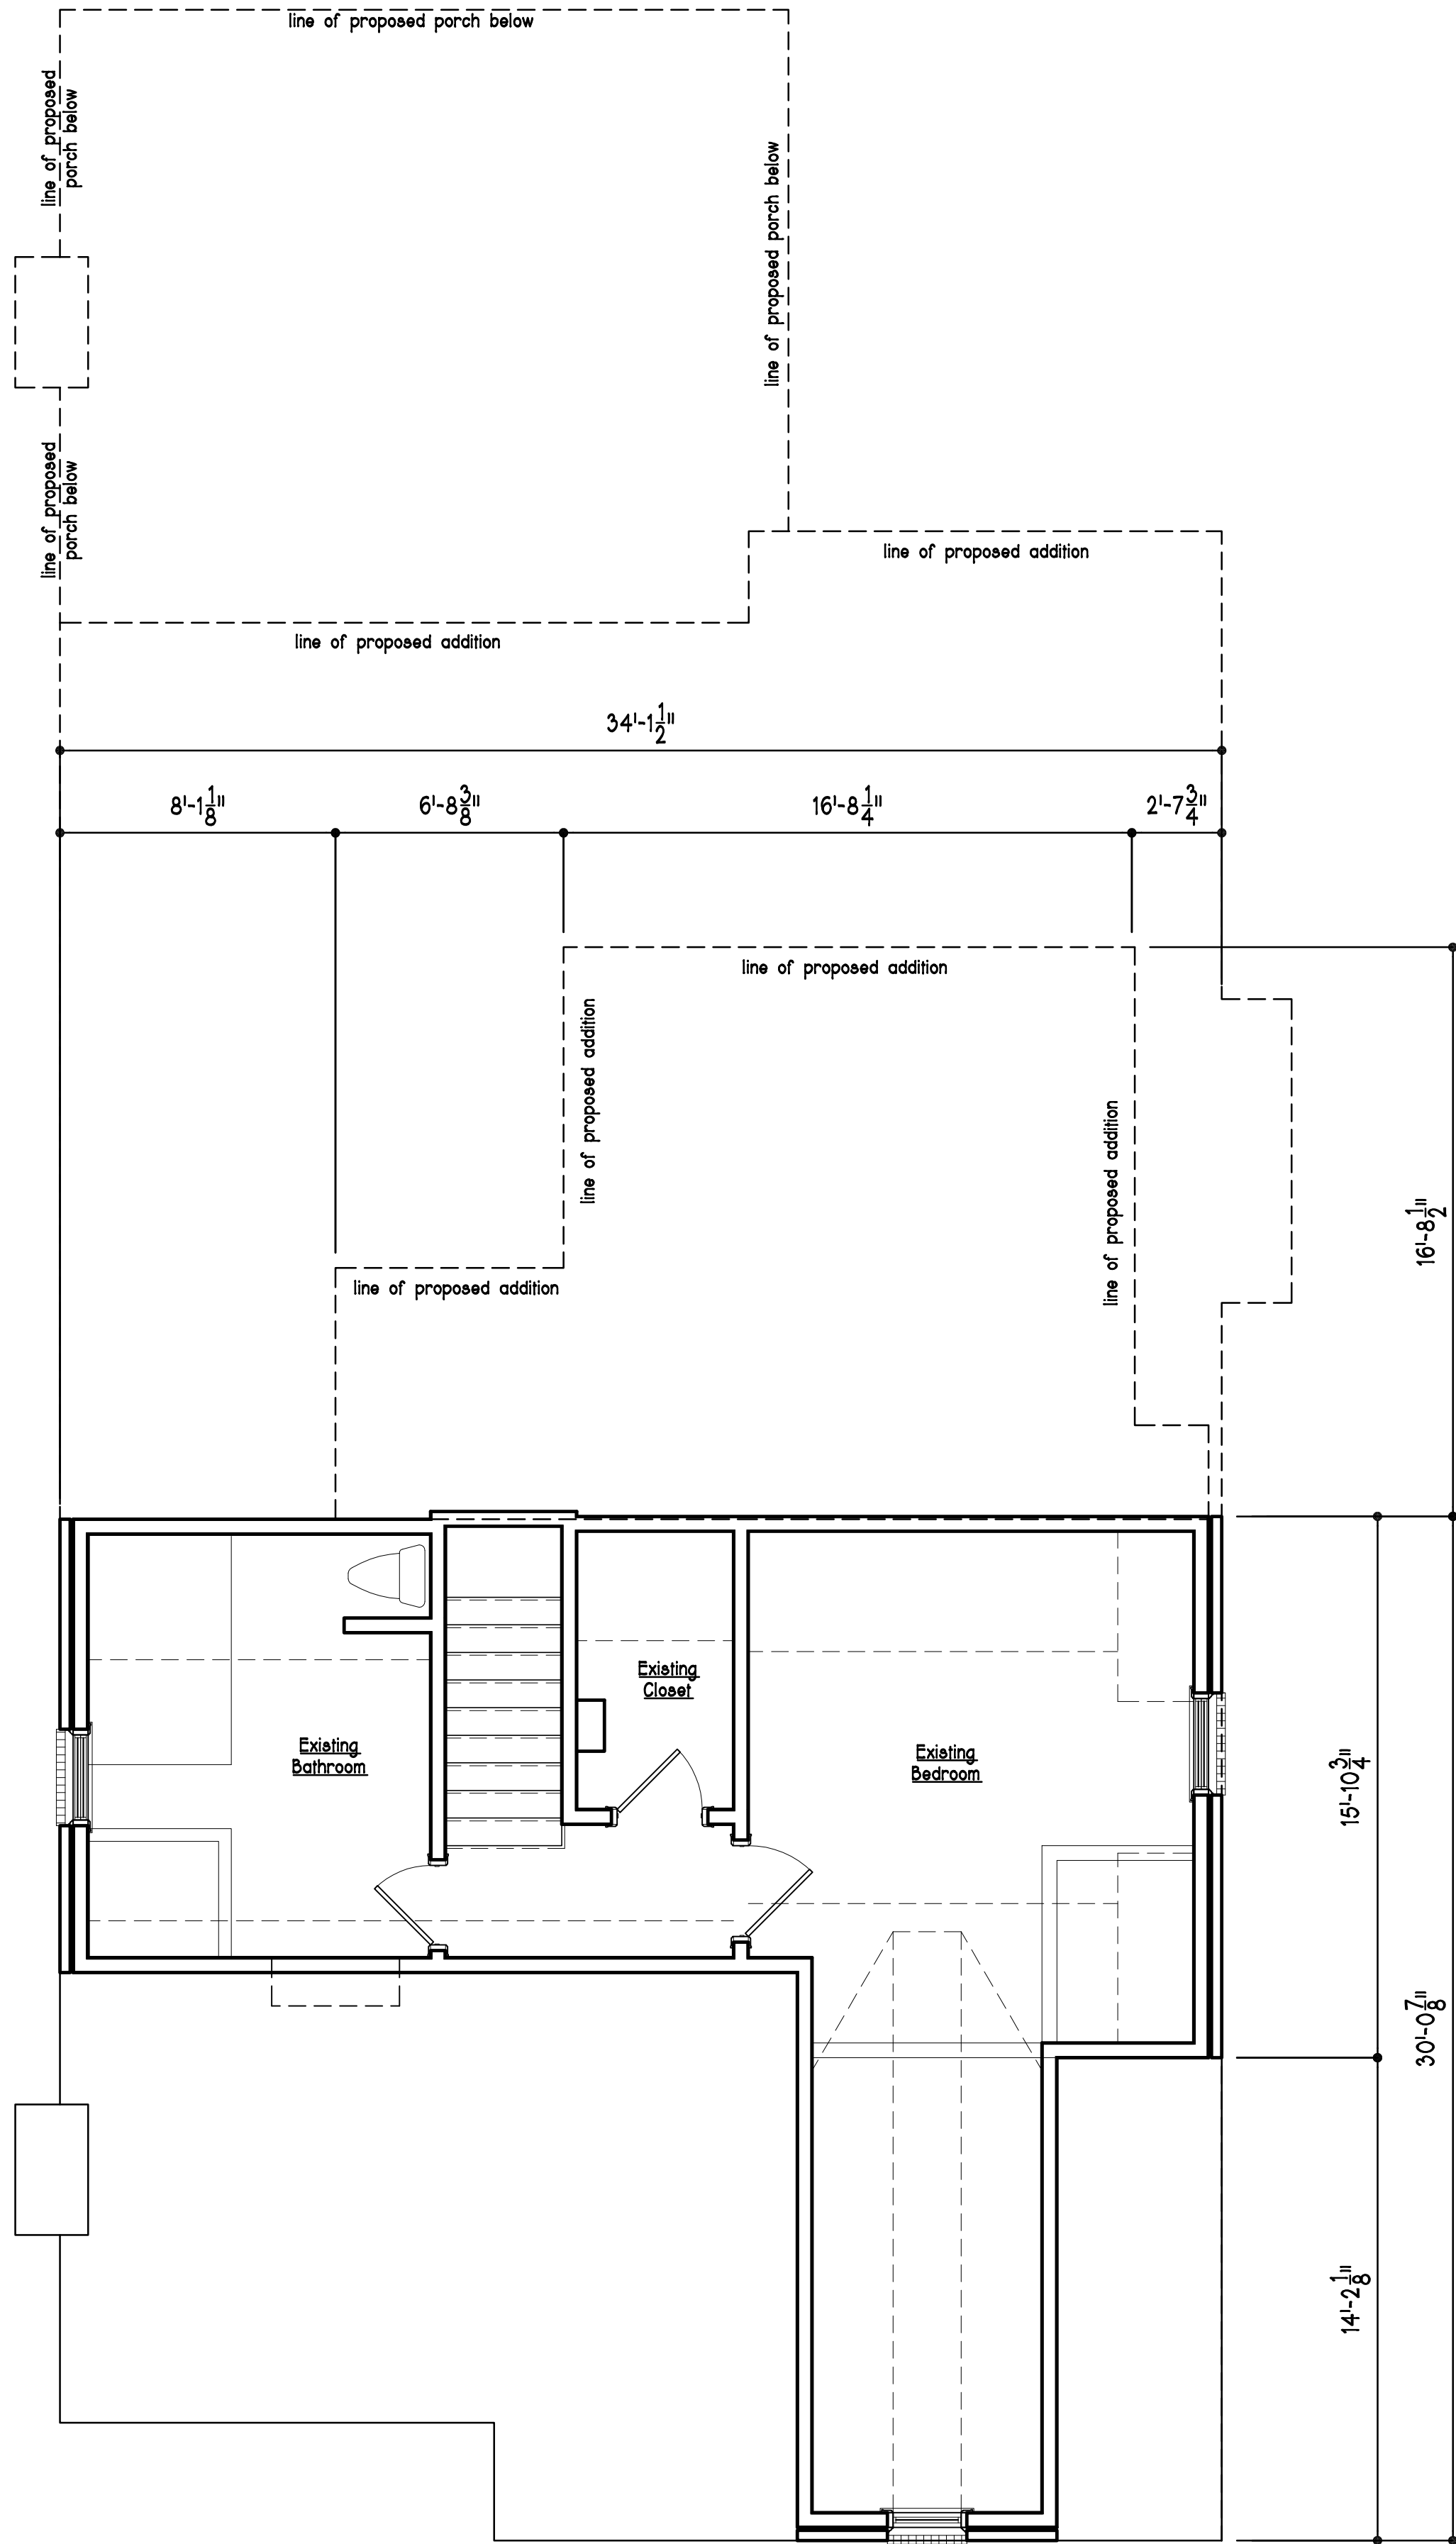 line of proposed porch below
line of proposed
porch below
line of proposed porch below
line of proposed
porch below
line of proposed addition
line of proposed addition
34'-1 1/2"
8'-1 1/8"
6'-8 3/8"
16'-8 1/4"
2'-7 3/4"
line of proposed addition
line of proposed addition
line of proposed addition
16'-8 1/2"
line of proposed addition
Existing
Closet
Existing
Bathroom
Existing
Bedroom
15'-10 3/4"
30'-0 7/8"
14'-2 1/8"